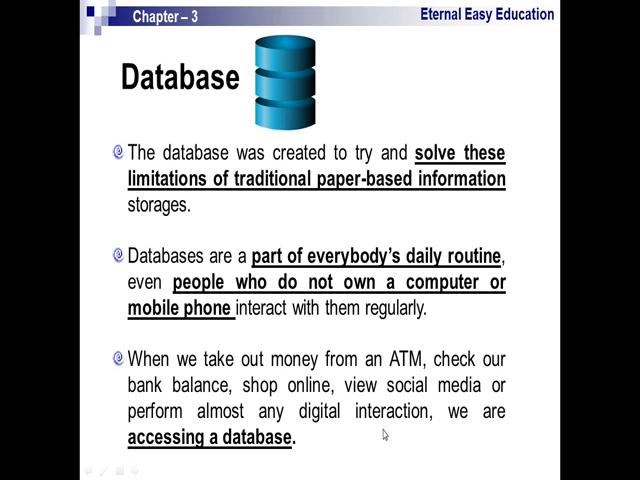 Chapter – 3
Eternal Easy Education
Database
The database was created to try and solve these
limitations of traditional paper-based information
storages.
Databases are a part of everybody's daily routine,
even people who do not own a computer or
mobile phone interact with them regularly.
When we take out money from an ATM, check our
bank balance, shop online, view social media or
perform almost any digital interaction, we are
accessing a database.